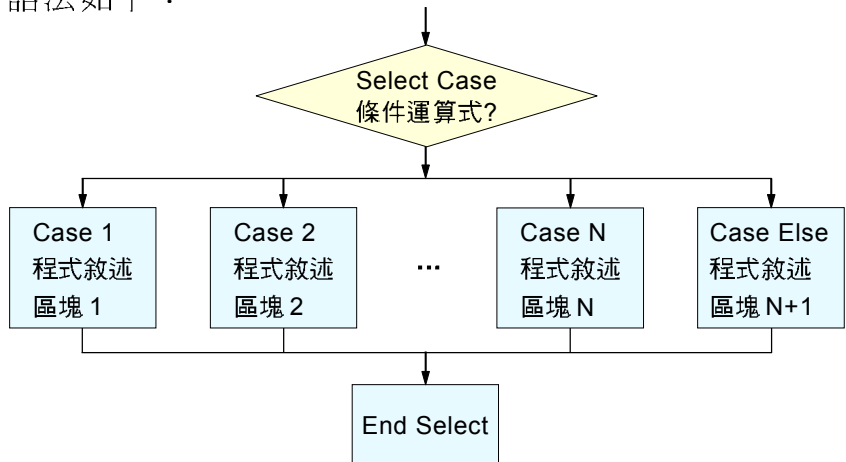 語法如下：
Select Case
條件運算式?
Case 1
程式敘述
區塊 1
Case 2
程式敘述
區塊 2
...
Case N
程式敘述
區塊 N
Case Else
程式敘述
區塊 N+1
End Select